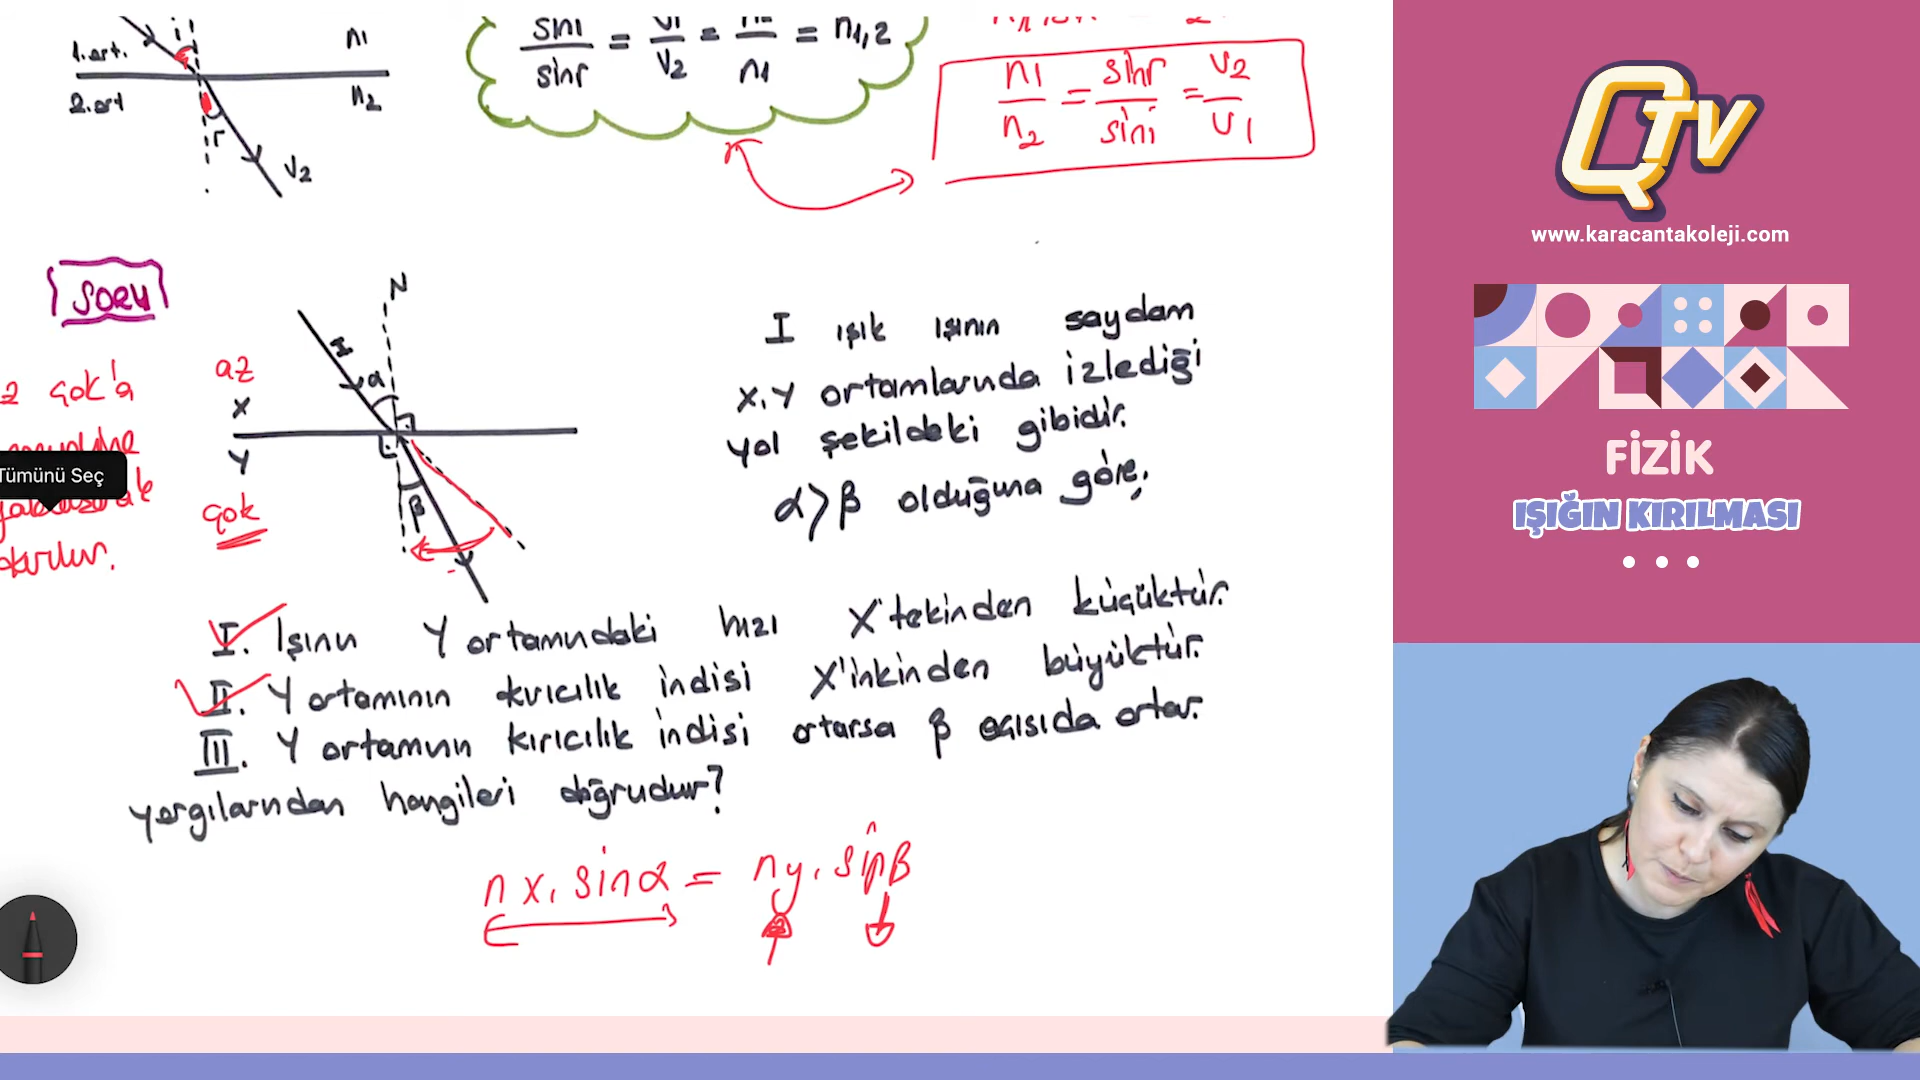 1. ort.
n1
2. ort
n2
i
r
V2
sini/sinr = V1/V2 = n2/n1 = n1,2
n1/n2 = sinr/sini = V2/V1
SORU
N
I
az
X
Y
çok
α
β
çok'a
Tümünü Seç
kırılır.
I ışık ışının saydam
X,Y ortamlarında izlediği
yol şekildeki gibidir.
α > β olduğuna göre,
I. Işının Y ortamındaki hızı X'tekinden küçüktür.
II. Y ortamının kırıcılık indisi X'inkinden büyüktür.
III. Y ortamının kırıcılık indisi artarsa β açısıda artar.
yargılarından hangileri doğrudur?
nx. sinα = ny. sinβ
QTV
www.karacantakoleji.com
FİZİK
IŞIĞIN KIRILMASI